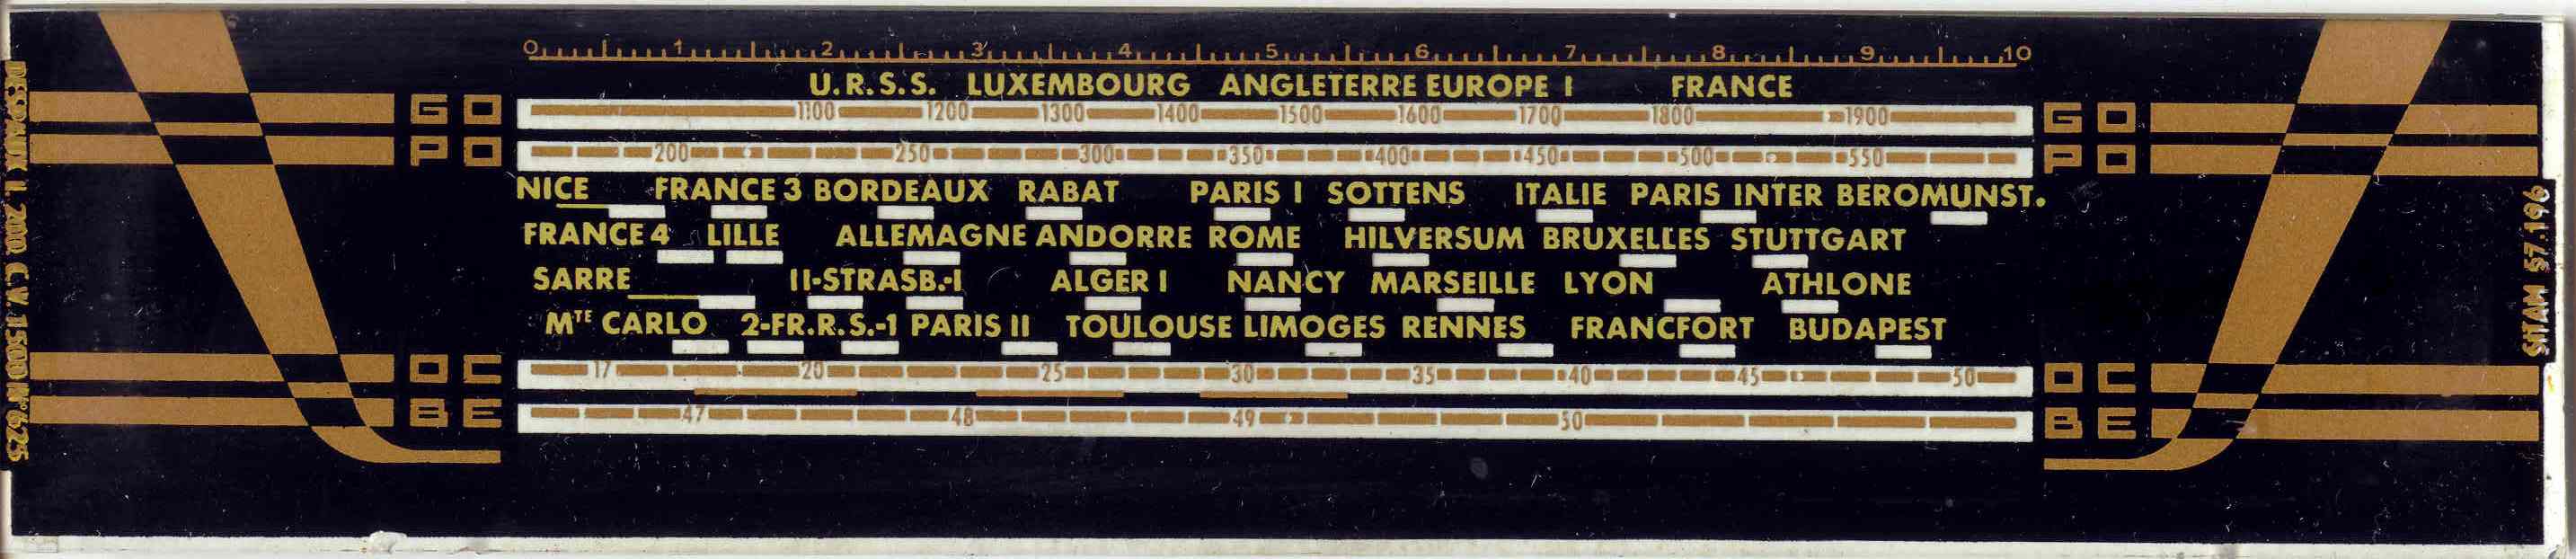 0 1 2 3 4 5 6 7 8 9 10
U.R.S.S. LUXEMBOURG ANGLETERRE EUROPE I FRANCE
GO 1100 1200 1300 1400 1500 1600 1700 1800 1900 GO
PO 200 250 300 350 400 450 500 550 PO
NICE FRANCE 3 BORDEAUX RABAT PARIS I SOTTENS ITALIE PARIS INTER BEROMUNST.
FRANCE 4 LILLE ALLEMAGNE ANDORRE ROME HILVERSUM BRUXELLES STUTTGART
SARRE II-STRASB.-I ALGER I NANCY MARSEILLE LYON ATHLONE
MTE CARLO 2-FR.R.S.-1 PARIS II TOULOUSE LIMOGES RENNES FRANCFORT BUDAPEST
OC 17 20 25 30 35 40 45 50 OC
BE 47 48 49 50 BE
DESPAUX I. 200 C.V. 1500 N° 6625
SITAM 57.196